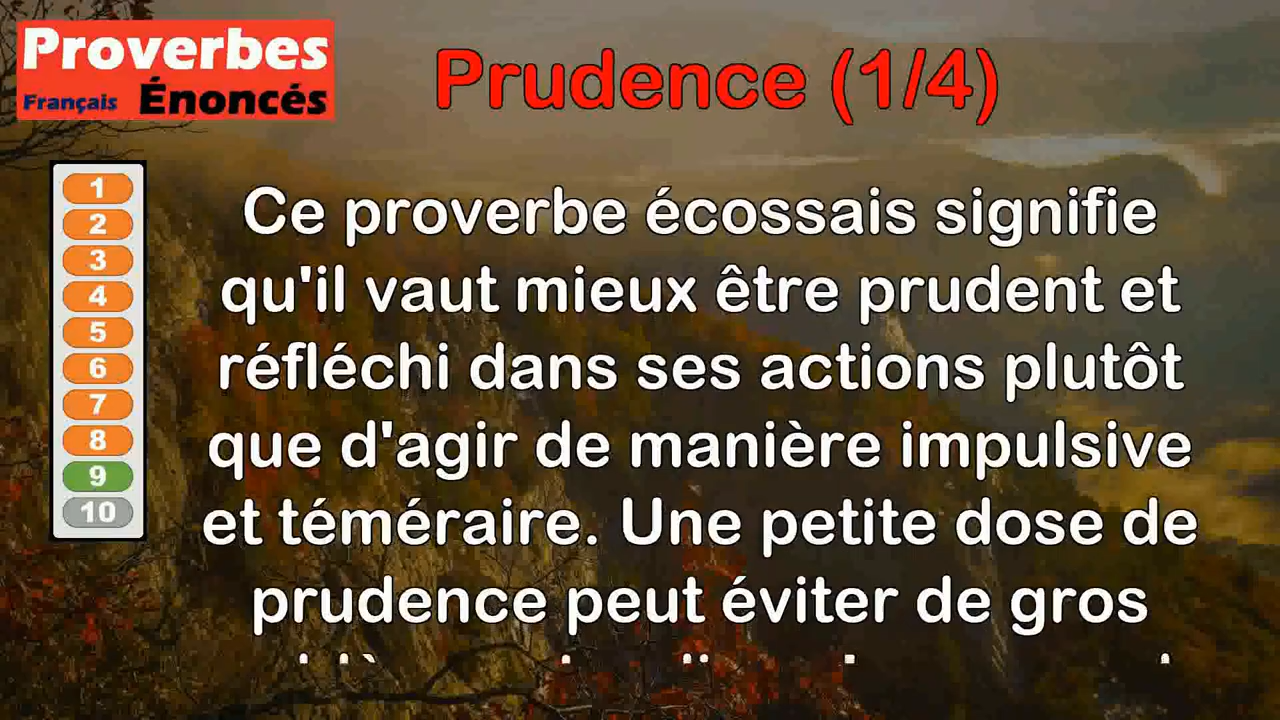 Proverbes
Français Énoncés
Prudence (1/4)
1
2
3
4
5
6
7
8
9
10
Ce proverbe écossais signifie
qu'il vaut mieux être prudent et
réfléchi dans ses actions plutôt
que d'agir de manière impulsive
et téméraire. Une petite dose de
prudence peut éviter de gros